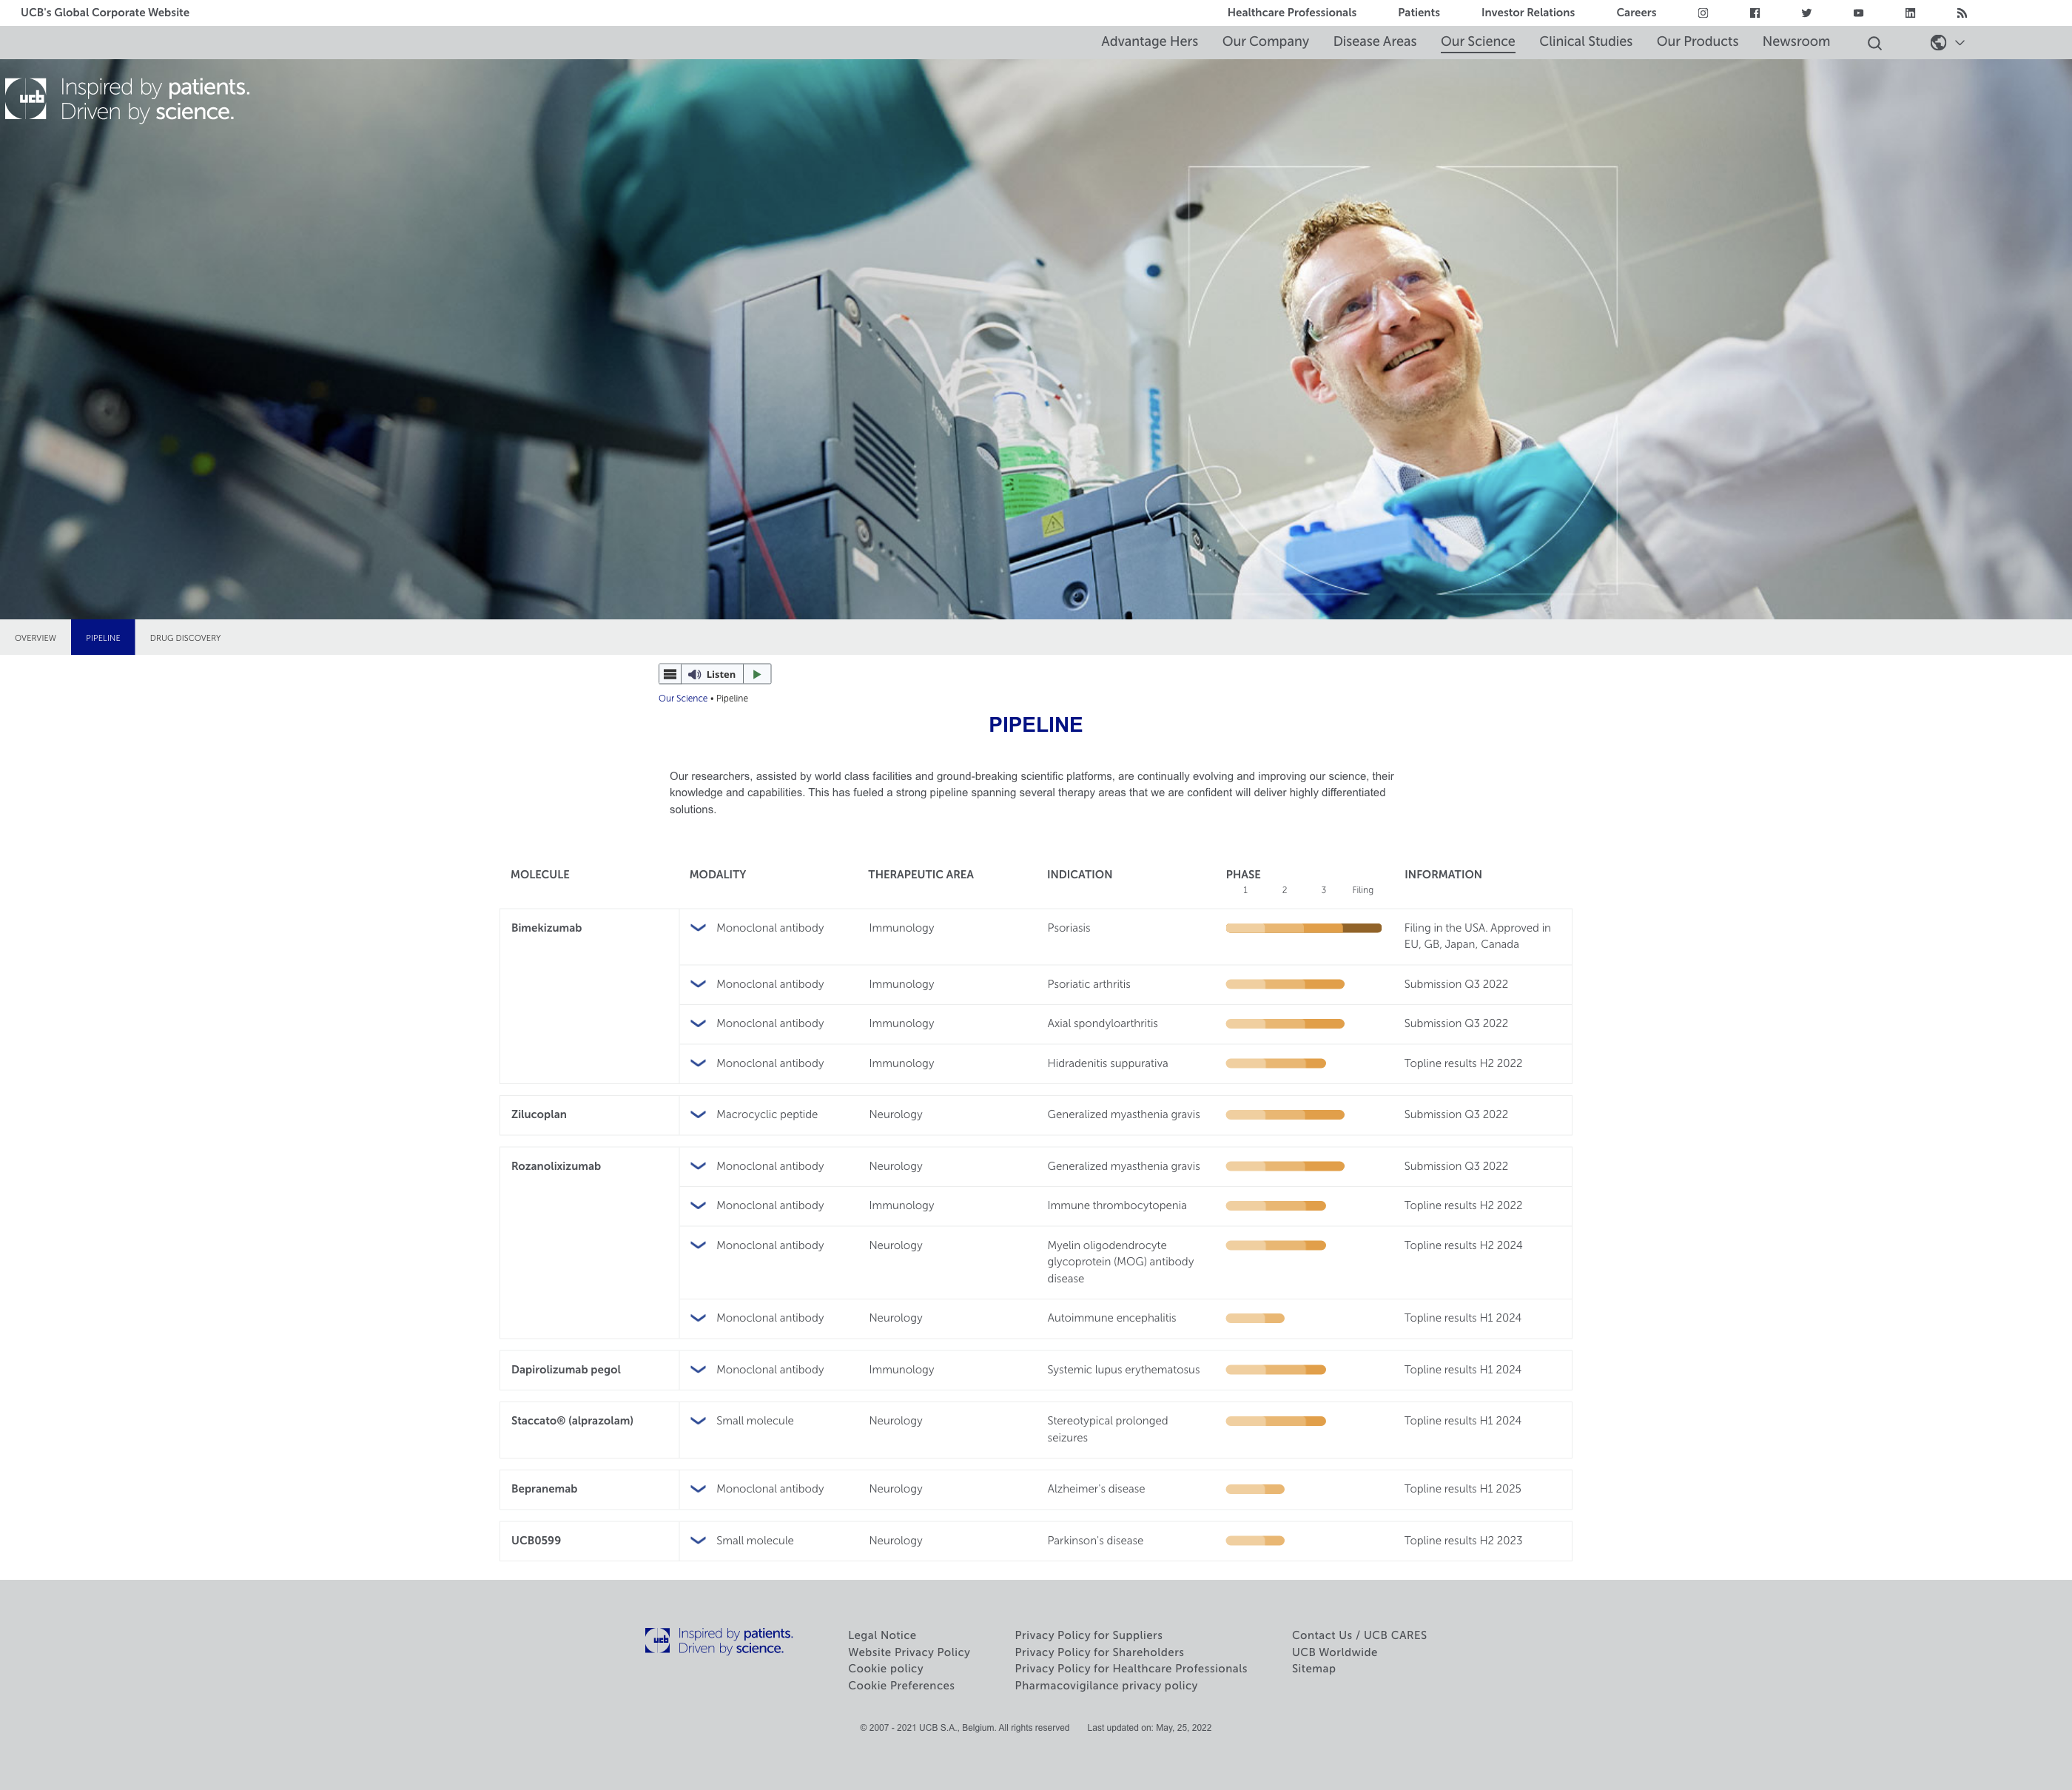 UCB's Global Corporate Website
Healthcare Professionals Patients Investor Relations Careers
Advantage Hers Our Company Disease Areas Our Science Clinical Studies Our Products Newsroom
ucb Inspired by patients.
Driven by science.
OVERVIEW PIPELINE DRUG DISCOVERY
Listen
Our Science • Pipeline
PIPELINE
Our researchers, assisted by world class facilities and ground-breaking scientific platforms, are continually evolving and improving our science, their
knowledge and capabilities. This has fueled a strong pipeline spanning several therapy areas that we are confident will deliver highly differentiated
solutions.
MOLECULE MODALITY THERAPEUTIC AREA INDICATION PHASE INFORMATION
1 2 3 Filing
Bimekizumab Monoclonal antibody Immunology Psoriasis Filing in the USA. Approved in
EU, GB, Japan, Canada
Monoclonal antibody Immunology Psoriatic arthritis Submission Q3 2022
Monoclonal antibody Immunology Axial spondyloarthritis Submission Q3 2022
Monoclonal antibody Immunology Hidradenitis suppurativa Topline results H2 2022
Zilucoplan Macrocyclic peptide Neurology Generalized myasthenia gravis Submission Q3 2022
Rozanolixizumab Monoclonal antibody Neurology Generalized myasthenia gravis Submission Q3 2022
Monoclonal antibody Immunology Immune thrombocytopenia Topline results H2 2022
Monoclonal antibody Neurology Myelin oligodendrocyte Topline results H2 2024
glycoprotein (MOG) antibody
disease
Monoclonal antibody Neurology Autoimmune encephalitis Topline results H1 2024
Dapirolizumab pegol Monoclonal antibody Immunology Systemic lupus erythematosus Topline results H1 2024
Staccato® (alprazolam) Small molecule Neurology Stereotypical prolonged Topline results H1 2024
seizures
Bepranemab Monoclonal antibody Neurology Alzheimer's disease Topline results H1 2025
UCB0599 Small molecule Neurology Parkinson's disease Topline results H2 2023
ucb Inspired by patients.
Driven by science.
Legal Notice Privacy Policy for Suppliers Contact Us / UCB CARES
Website Privacy Policy Privacy Policy for Shareholders UCB Worldwide
Cookie policy Privacy Policy for Healthcare Professionals Sitemap
Cookie Preferences Pharmacovigilance privacy policy
© 2007 - 2021 UCB S.A., Belgium. All rights reserved Last updated on: May, 25, 2022